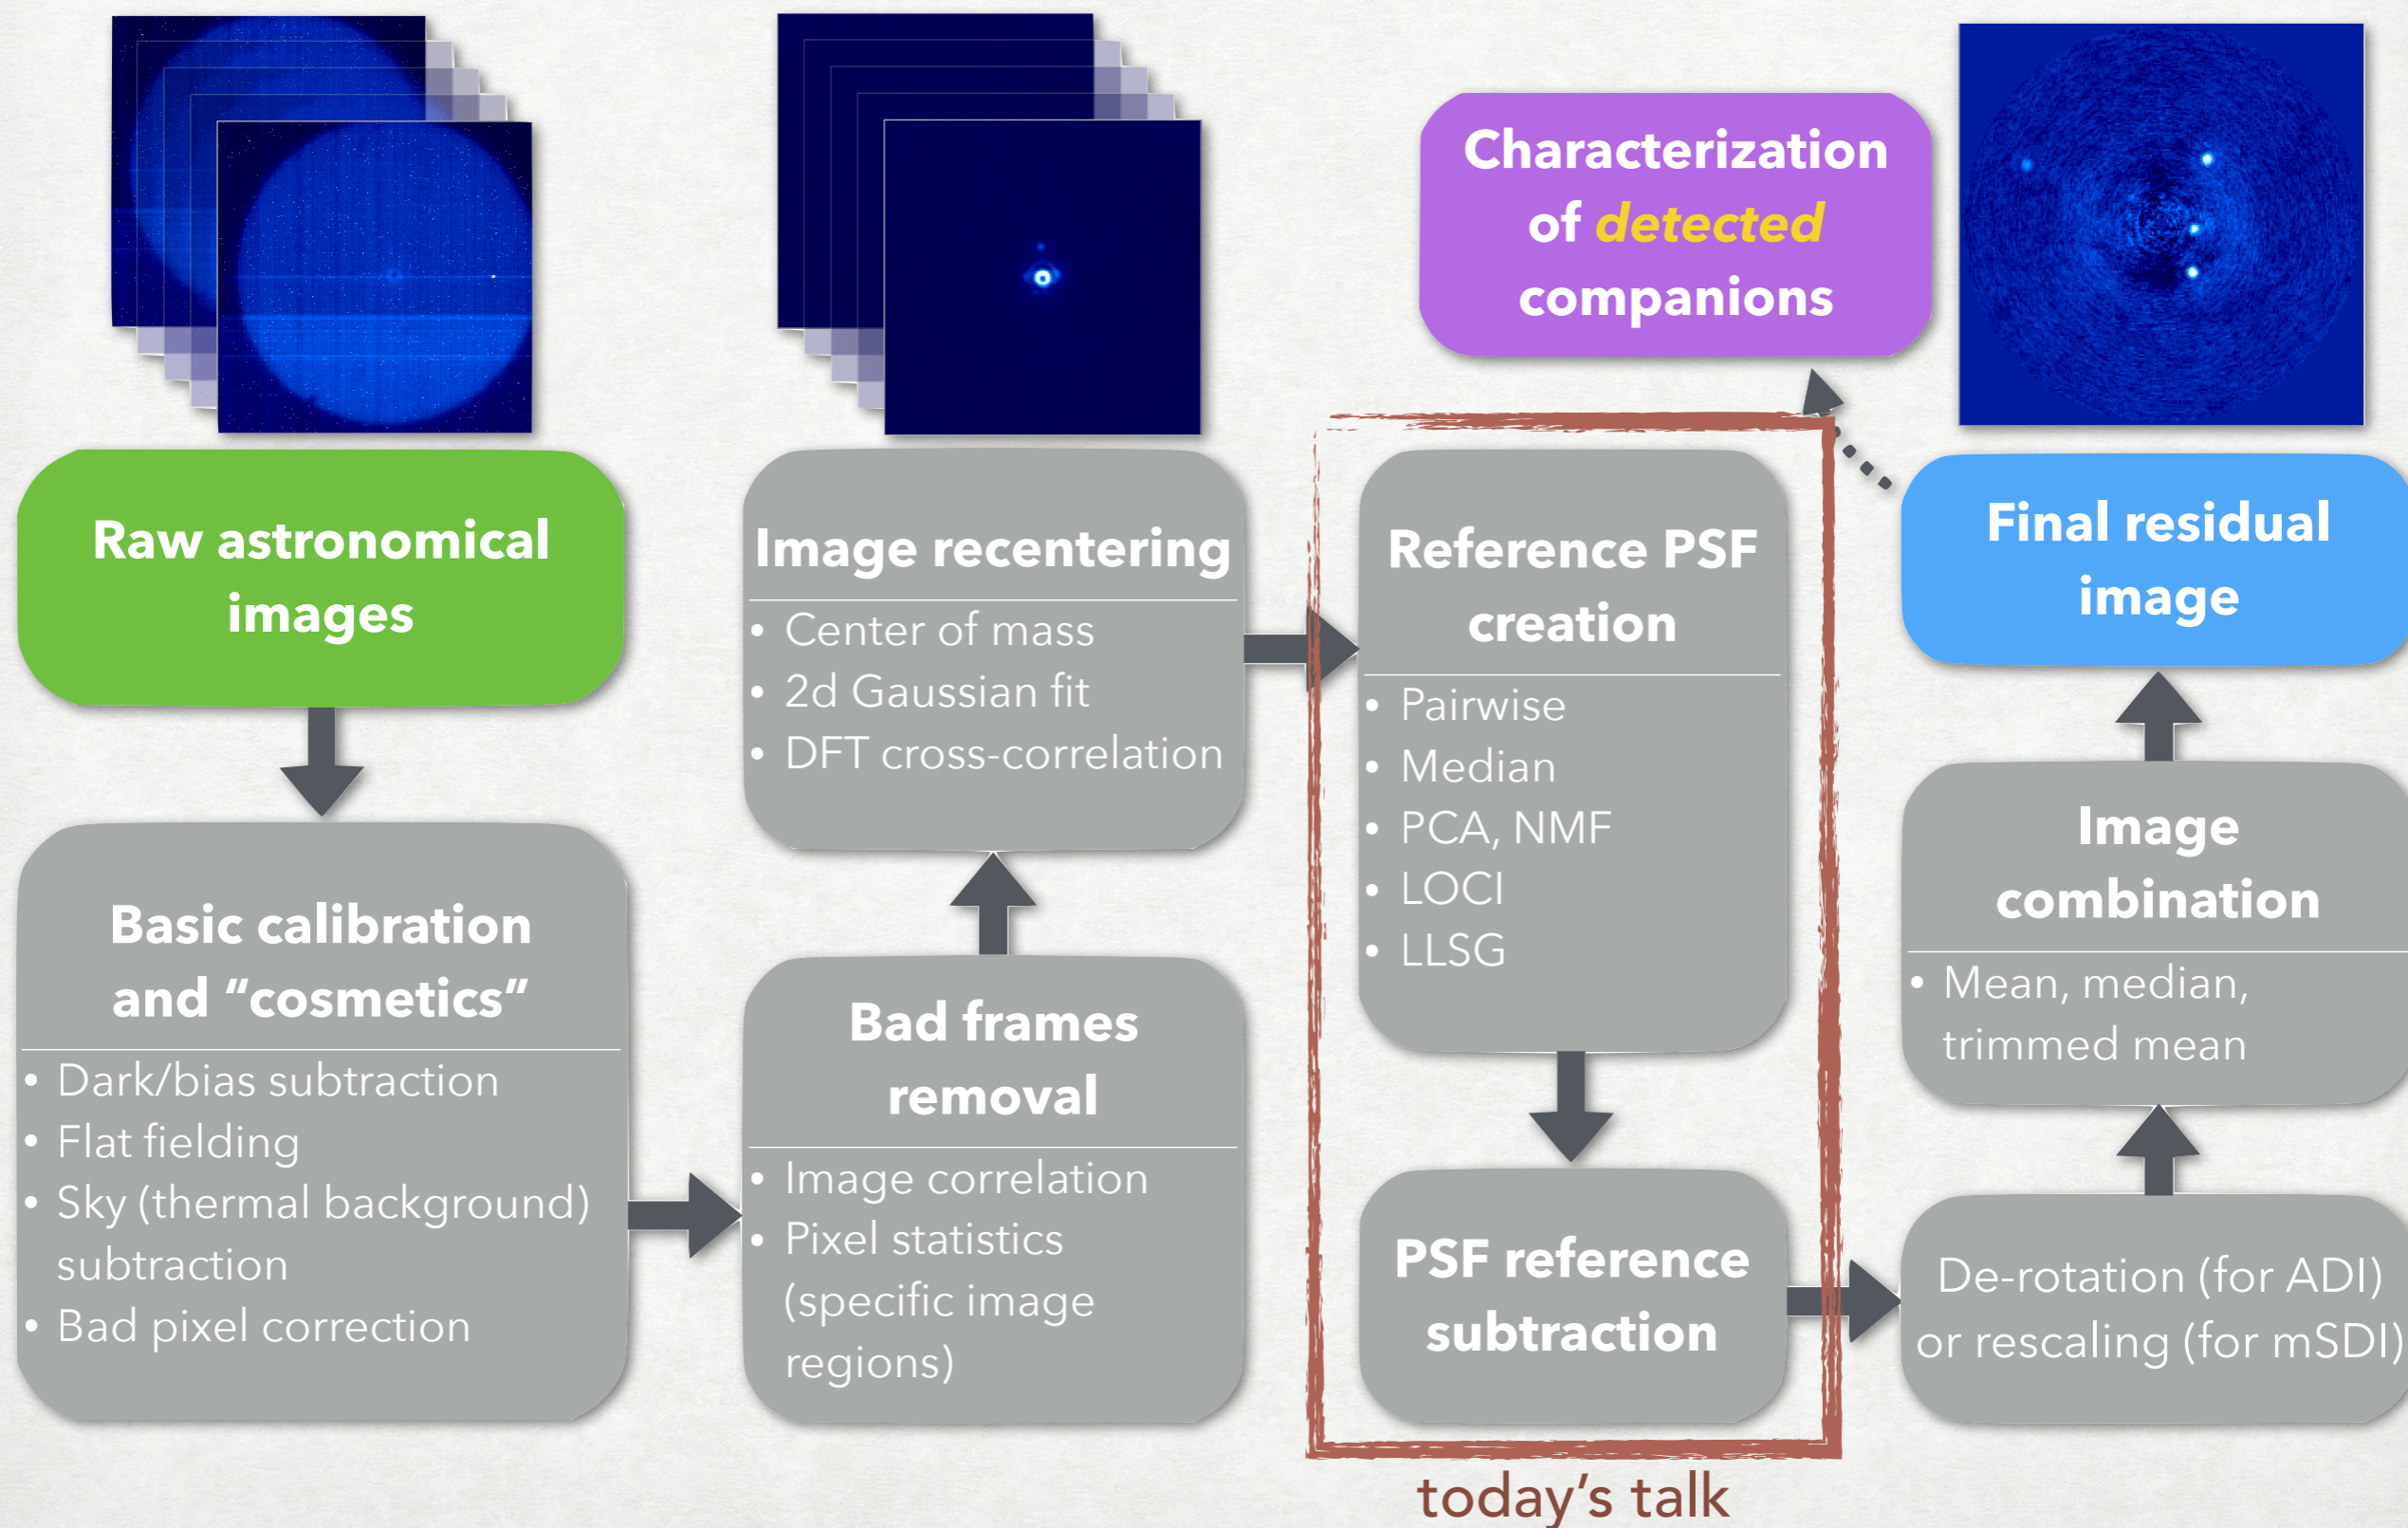 Raw astronomical
images
Basic calibration
and “cosmetics”
• Dark/bias subtraction
• Flat fielding
• Sky (thermal background)
subtraction
• Bad pixel correction
Bad frames
removal
• Image correlation
• Pixel statistics
(specific image
regions)
Image recentering
• Center of mass
• 2d Gaussian fit
• DFT cross-correlation
Reference PSF
creation
• Pairwise
• Median
• PCA, NMF
• LOCI
• LLSG
PSF reference
subtraction
today’s talk
De-rotation (for ADI)
or rescaling (for mSDI)
Image
combination
• Mean, median,
trimmed mean
Final residual
image
Characterization
of detected
companions